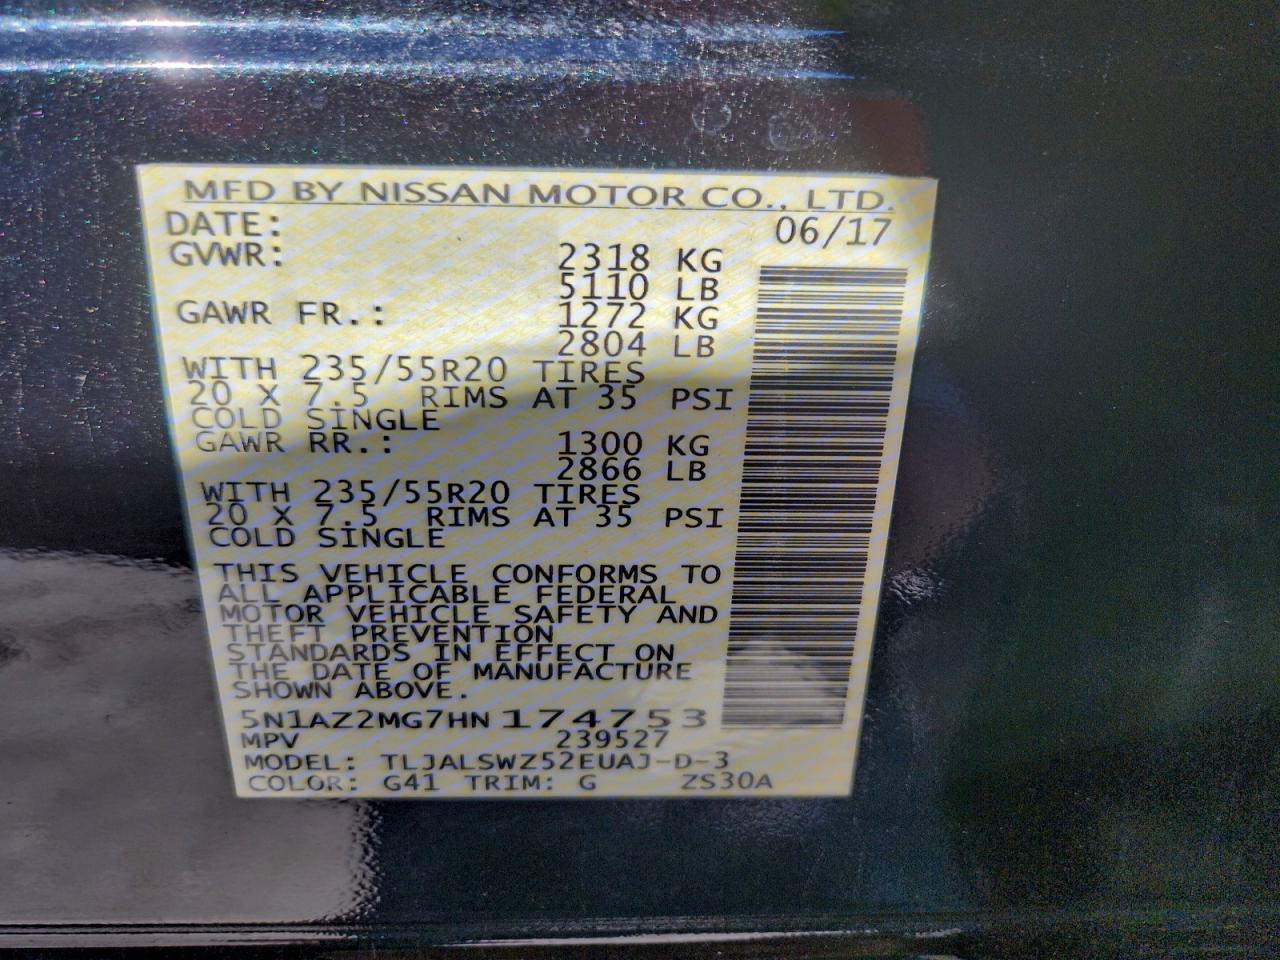 MFD BY NISSAN MOTOR CO., LTD.
DATE: 06/17
GVWR: 2318 KG
5110 LB
GAWR FR.: 1272 KG
2804 LB
WITH 235/55R20 TIRES
20 X 7.5 RIMS AT 35 PSI
COLD SINGLE
GAWR RR.: 1300 KG
2866 LB
WITH 235/55R20 TIRES
20 X 7.5 RIMS AT 35 PSI
COLD SINGLE
THIS VEHICLE CONFORMS TO
ALL APPLICABLE FEDERAL
MOTOR VEHICLE SAFETY AND
THEFT PREVENTION
STANDARDS IN EFFECT ON
THE DATE OF MANUFACTURE
SHOWN ABOVE.
5N1AZ2MG7HN174753
MPV 239527
MODEL: TLJALSWZ52EUAJ-D-3
COLOR: G41 TRIM: G ZS30A